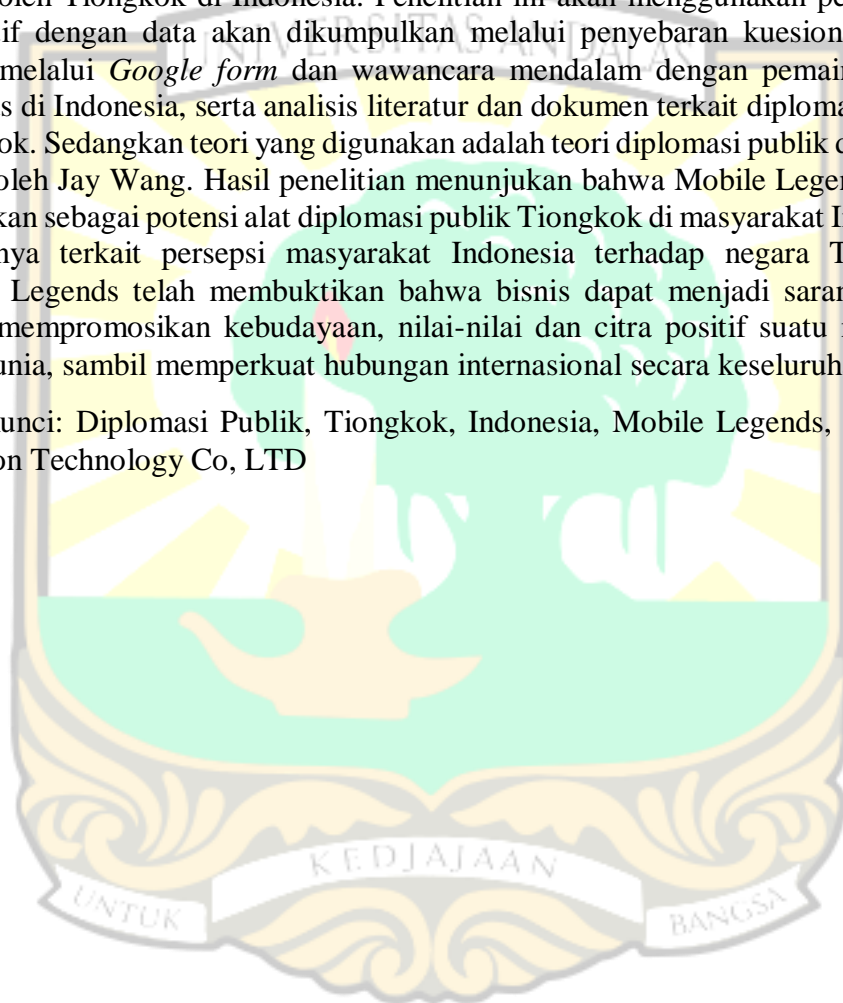 oleh Tiongkok di Indonesia. Penelitian ini akan menggunakan pe
if dengan data akan dikumpulkan melalui penyebaran kuesion
melalui Google form dan wawancara mendalam dengan pemain
s di Indonesia, serta analisis literatur dan dokumen terkait diploma
ok. Sedangkan teori yang digunakan adalah teori diplomasi publik d
oleh Jay Wang. Hasil penelitian menunjukan bahwa Mobile Legen
kan sebagai potensi alat diplomasi publik Tiongkok di masyarakat I
nya terkait persepsi masyarakat Indonesia terhadap negara T
Legends telah membuktikan bahwa bisnis dapat menjadi saran
mempromosikan kebudayaan, nilai-nilai dan citra positif suatu
unia, sambil memperkuat hubungan internasional secara keseluruh
unci: Diplomasi Publik, Tiongkok, Indonesia, Mobile Legends,
on Technology Co, LTD
UNIVERSITAS ANDALAS
KEDJAJAAN
UNTUK BANGSA